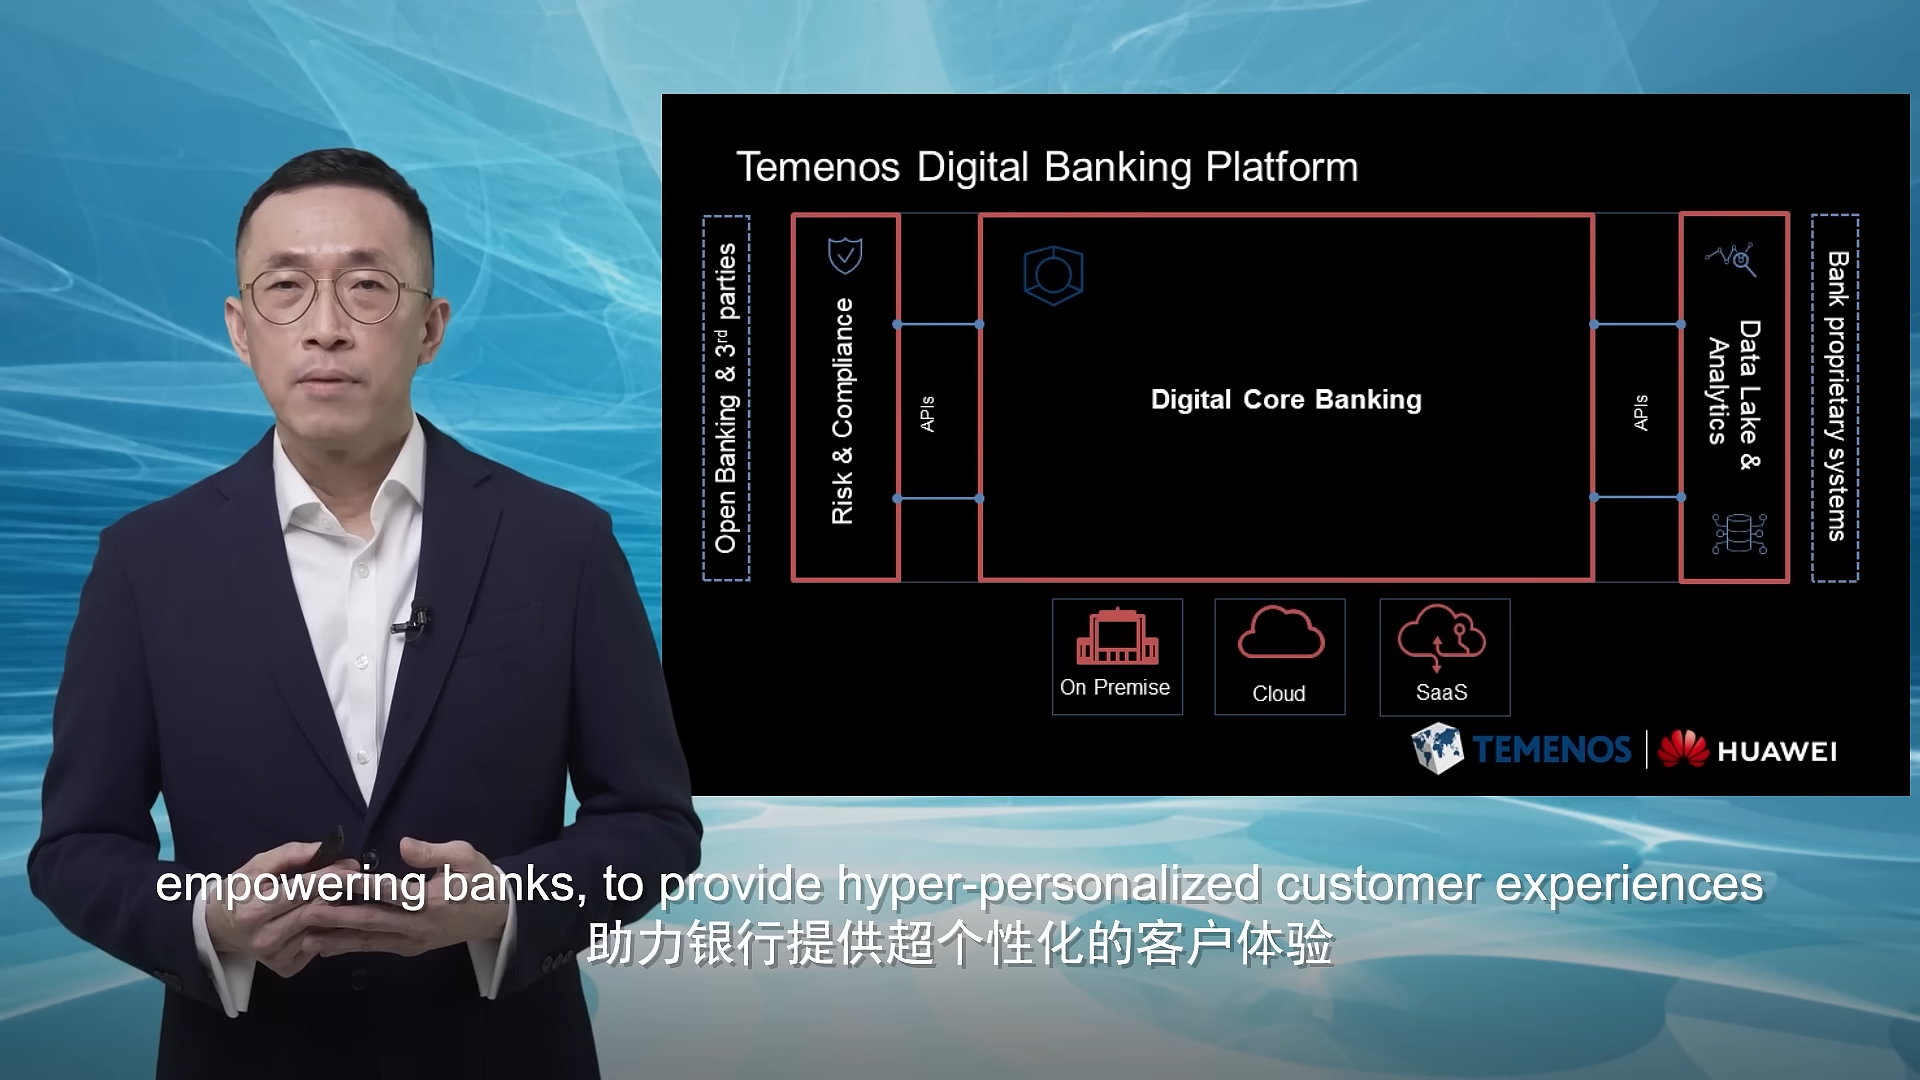 Temenos Digital Banking Platform
Open Banking & 3rd parties
Risk & Compliance
APIs
Digital Core Banking
APIs
Data Lake &
Analytics
Bank proprietary systems
On Premise
Cloud
SaaS
TEMENOS
HUAWEI
empowering banks, to provide hyper-personalized customer experiences
助力银行提供超个性化的客户体验